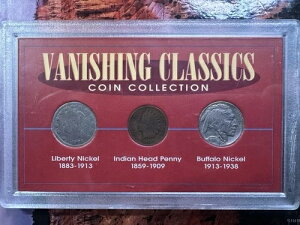 VANISHING CLASSICS
COIN COLLECTION
Liberty Nickel
1883-1913
Indian Head Penny
1859-1909
Buffalo Nickel
1913-1938